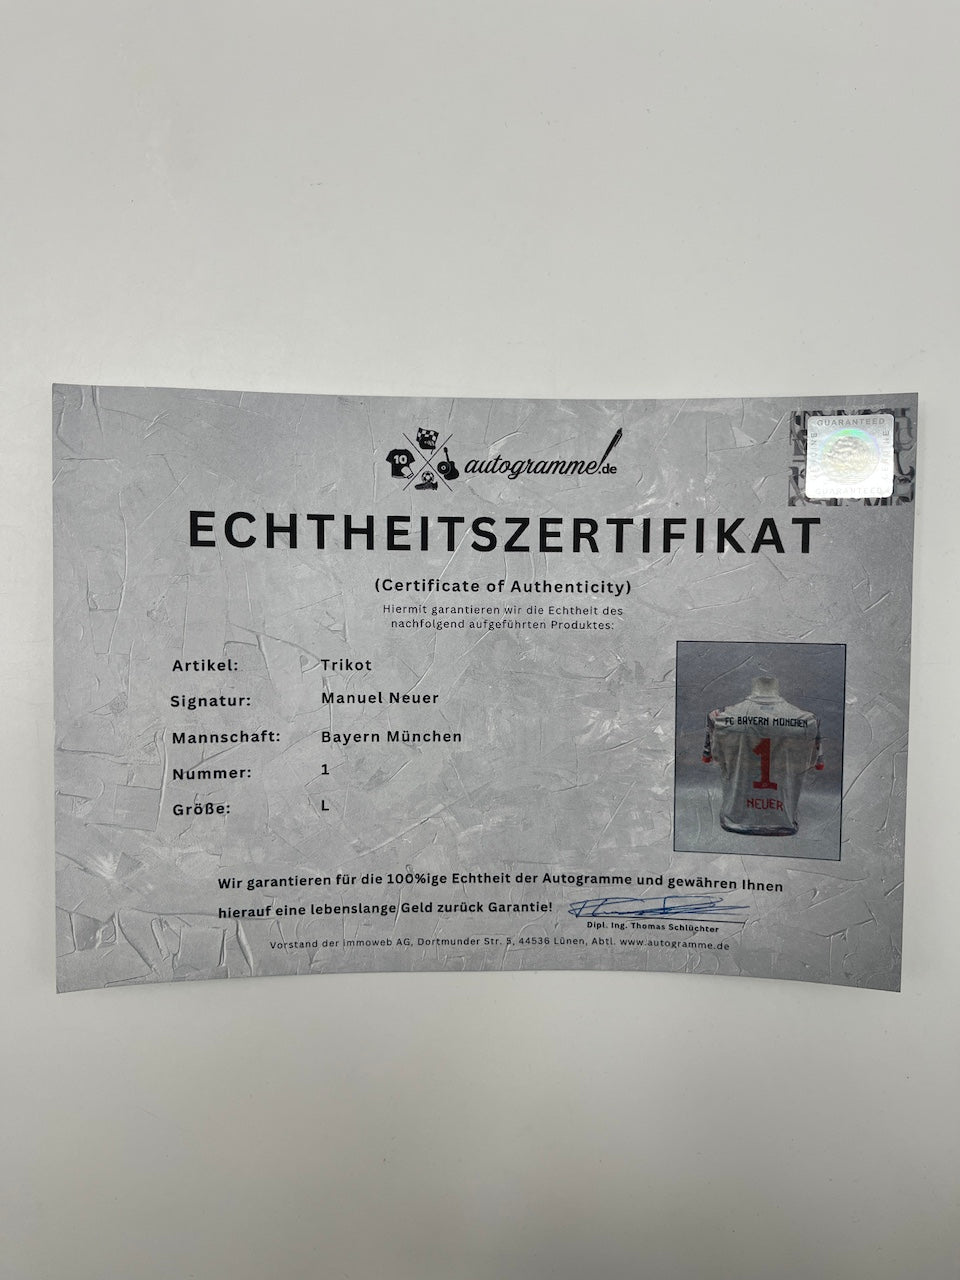 10
autogramme.de
GUARANTEED
GENUINE
GUARANTEED
GENUINE
ECHTHEITSZERTIFIKAT
(Certificate of Authenticity)
Hiermit garantieren wir die Echtheit des
nachfolgend aufgeführten Produktes:
Artikel: Trikot
Signatur: Manuel Neuer
Mannschaft: Bayern München
Nummer: 1
Größe: L
FC BAYERN MÜNCHEN
1
NEUER
Wir garantieren für die 100%ige Echtheit der Autogramme und gewähren Ihnen
hierauf eine lebenslange Geld zurück Garantie!
Dipl. Ing. Thomas Schlüchter
Vorstand der immoweb AG, Dortmunder Str. 5, 44536 Lünen, Abtl. www.autogramme.de